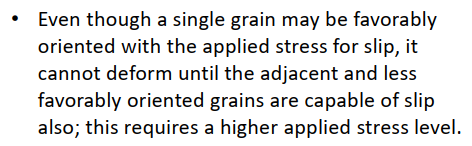 • Even though a single grain may be favorably
oriented with the applied stress for slip, it
cannot deform until the adjacent and less
favorably oriented grains are capable of slip
also; this requires a higher applied stress level.